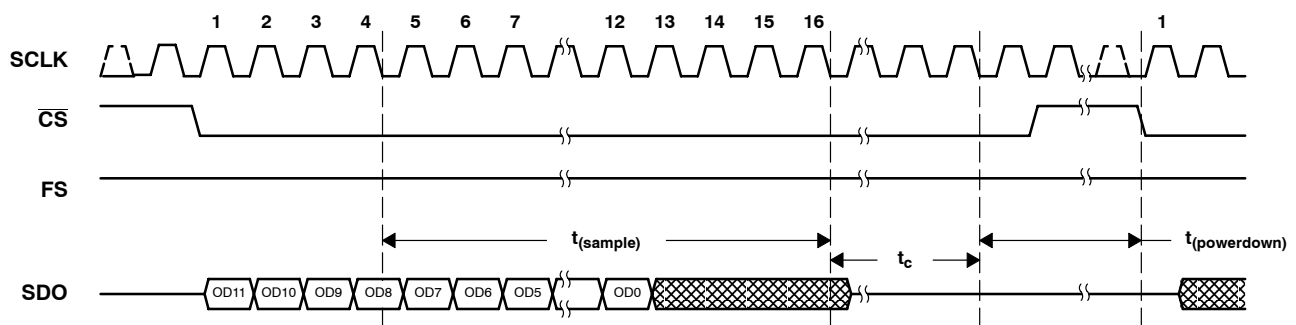 1 2 3 4 5 6 7 12 13 14 15 16 1
SCLK
CS
FS
t(sample)
t(powerdown)
tc
SDO
OD11 OD10 OD9 OD8 OD7 OD6 OD5 OD0